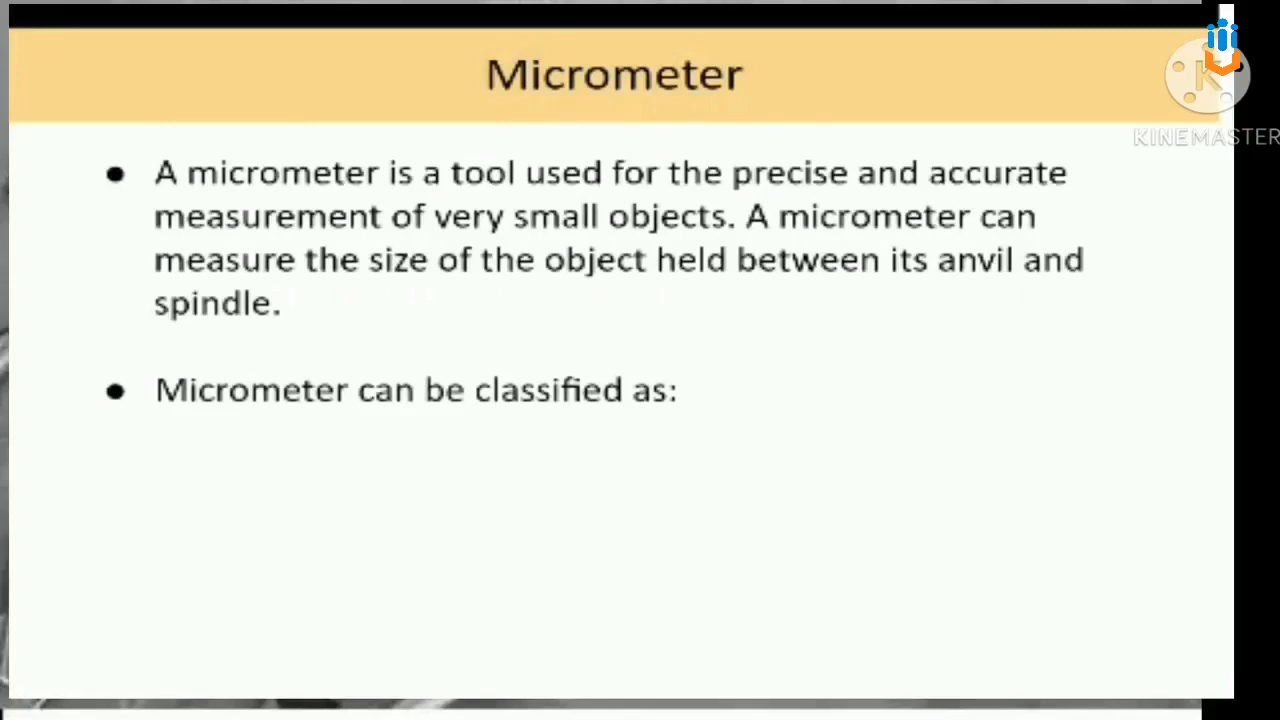 Micrometer
K
KINEMASTER
● A micrometer is a tool used for the precise and accurate
measurement of very small objects. A micrometer can
measure the size of the object held between its anvil and
spindle.
● Micrometer can be classified as: